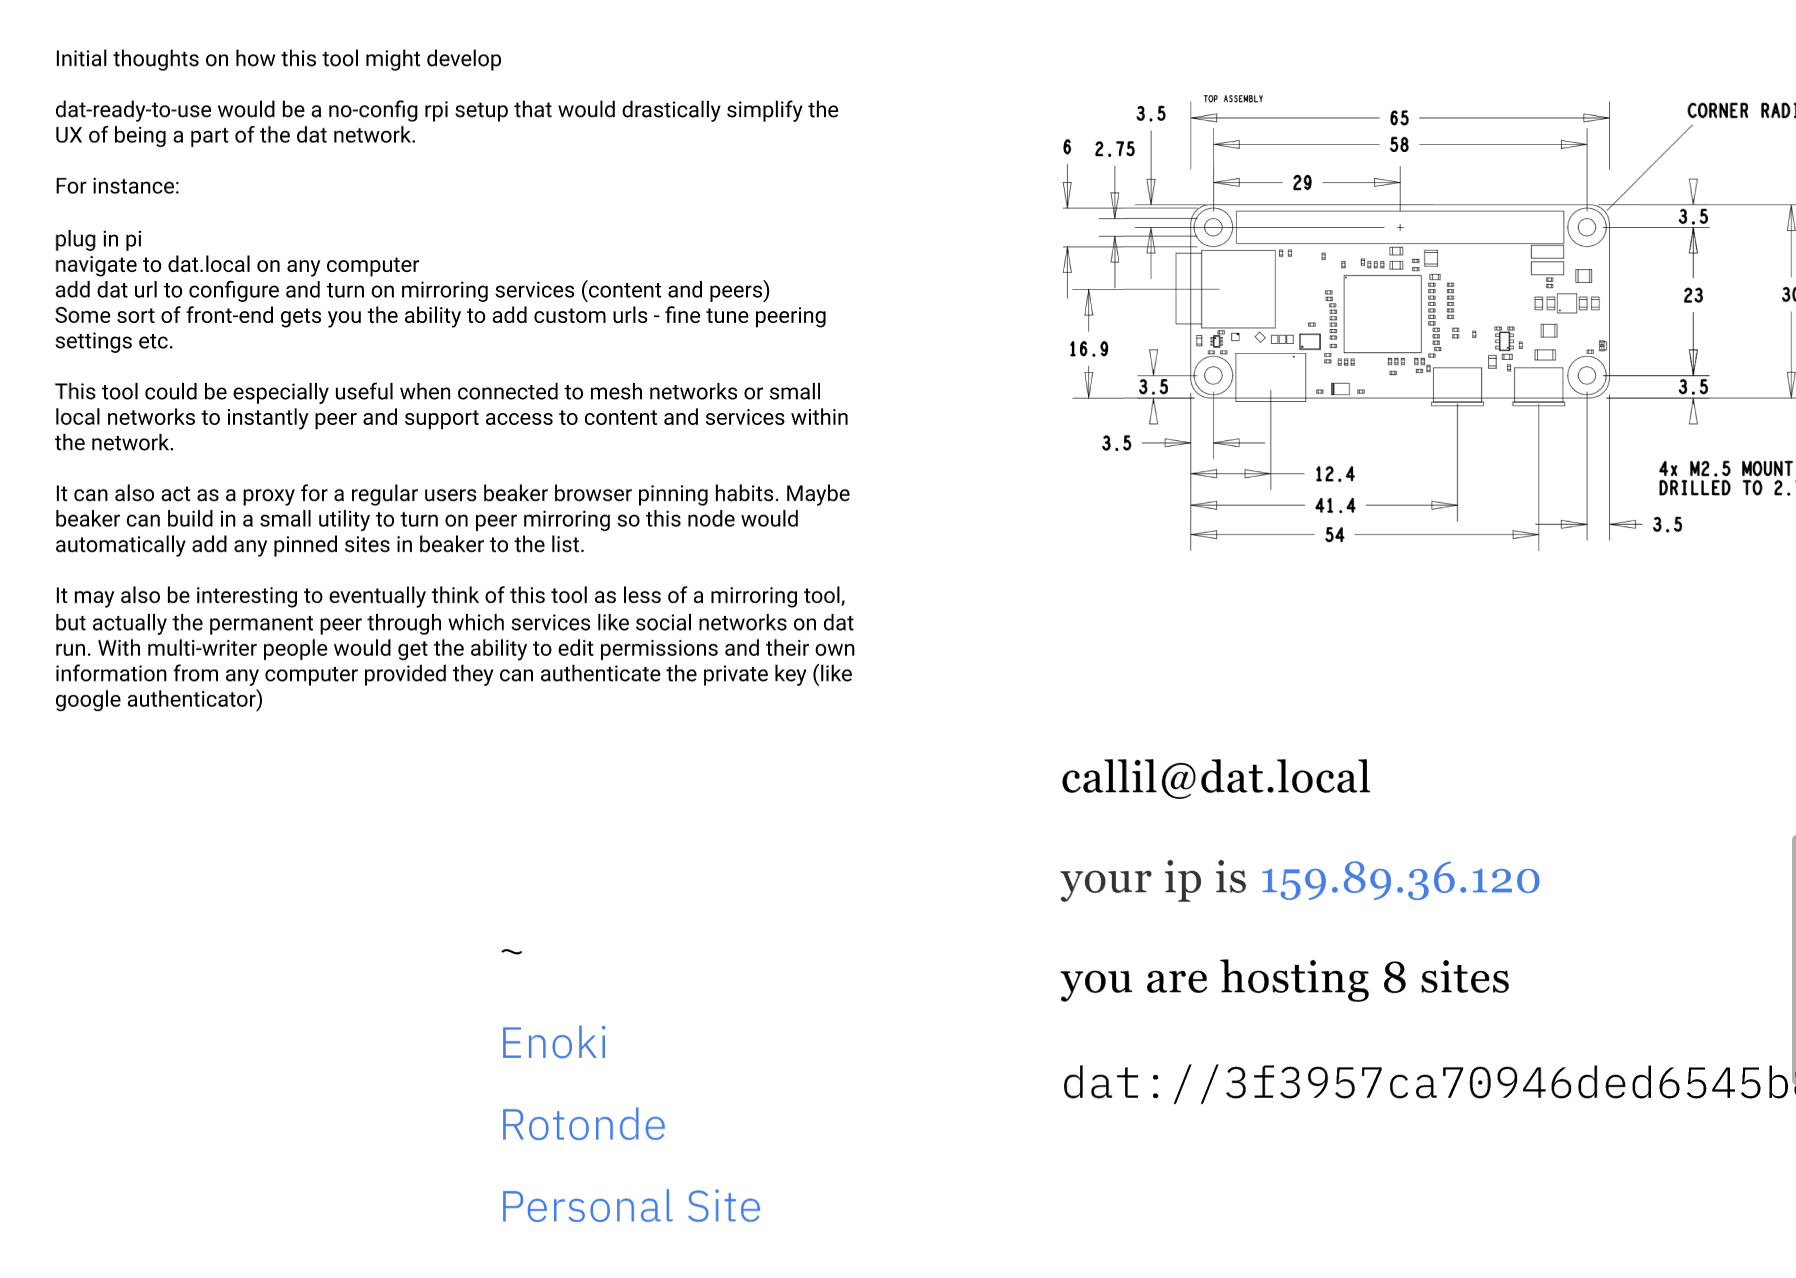 Initial thoughts on how this tool might develop
dat-ready-to-use would be a no-config rpi setup that would drastically simplify the
UX of being a part of the dat network.
For instance:
plug in pi
navigate to dat.local on any computer
add dat url to configure and turn on mirroring services (content and peers)
Some sort of front-end gets you the ability to add custom urls - fine tune peering
settings etc.
This tool could be especially useful when connected to mesh networks or small
local networks to instantly peer and support access to content and services within
the network.
It can also act as a proxy for a regular users beaker browser pinning habits. Maybe
beaker can build in a small utility to turn on peer mirroring so this node would
automatically add any pinned sites in beaker to the list.
It may also be interesting to eventually think of this tool as less of a mirroring tool,
but actually the permanent peer through which services like social networks on dat
run. With multi-writer people would get the ability to edit permissions and their own
information from any computer provided they can authenticate the private key (like
google authenticator)
~
Enoki
Rotonde
Personal Site
TOP ASSEMBLY
3.5
65
CORNER RADI
6
2.75
58
29
3.5
23
30
16.9
3.5
3.5
3.5
12.4
41.4
54
4x M2.5 MOUNT
DRILLED TO 2.
3.5
callil@dat.local
your ip is 159.89.36.120
you are hosting 8 sites
dat://3f3957ca70946ded6545b